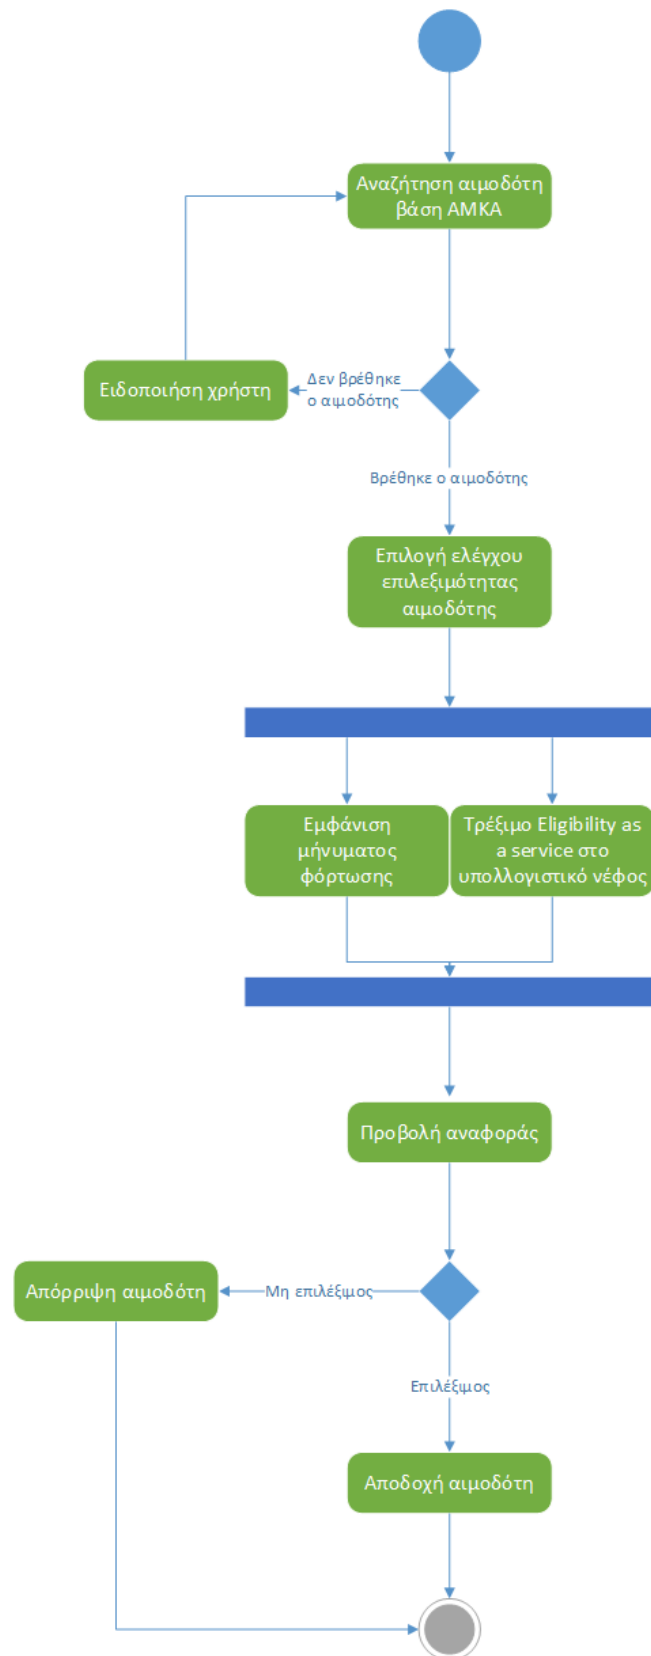 Αναζήτηση αιμοδότη
βάση ΑΜΚΑ
Δεν βρέθηκε
ο αιμοδότης
Ειδοποιήση χρήστη
Βρέθηκε ο αιμοδότης
Επιλογή ελέγχου
επιλεξιμότητας
αιμοδότης
Εμφάνιση
μήνυματος
φόρτωσης
Τρέξιμο Eligibility as
a service στο
υπολλογιστικό νέφος
Προβολή αναφοράς
Μη επιλέξιμος
Απόρριψη αιμοδότη
Επιλέξιμος
Αποδοχή αιμοδότη